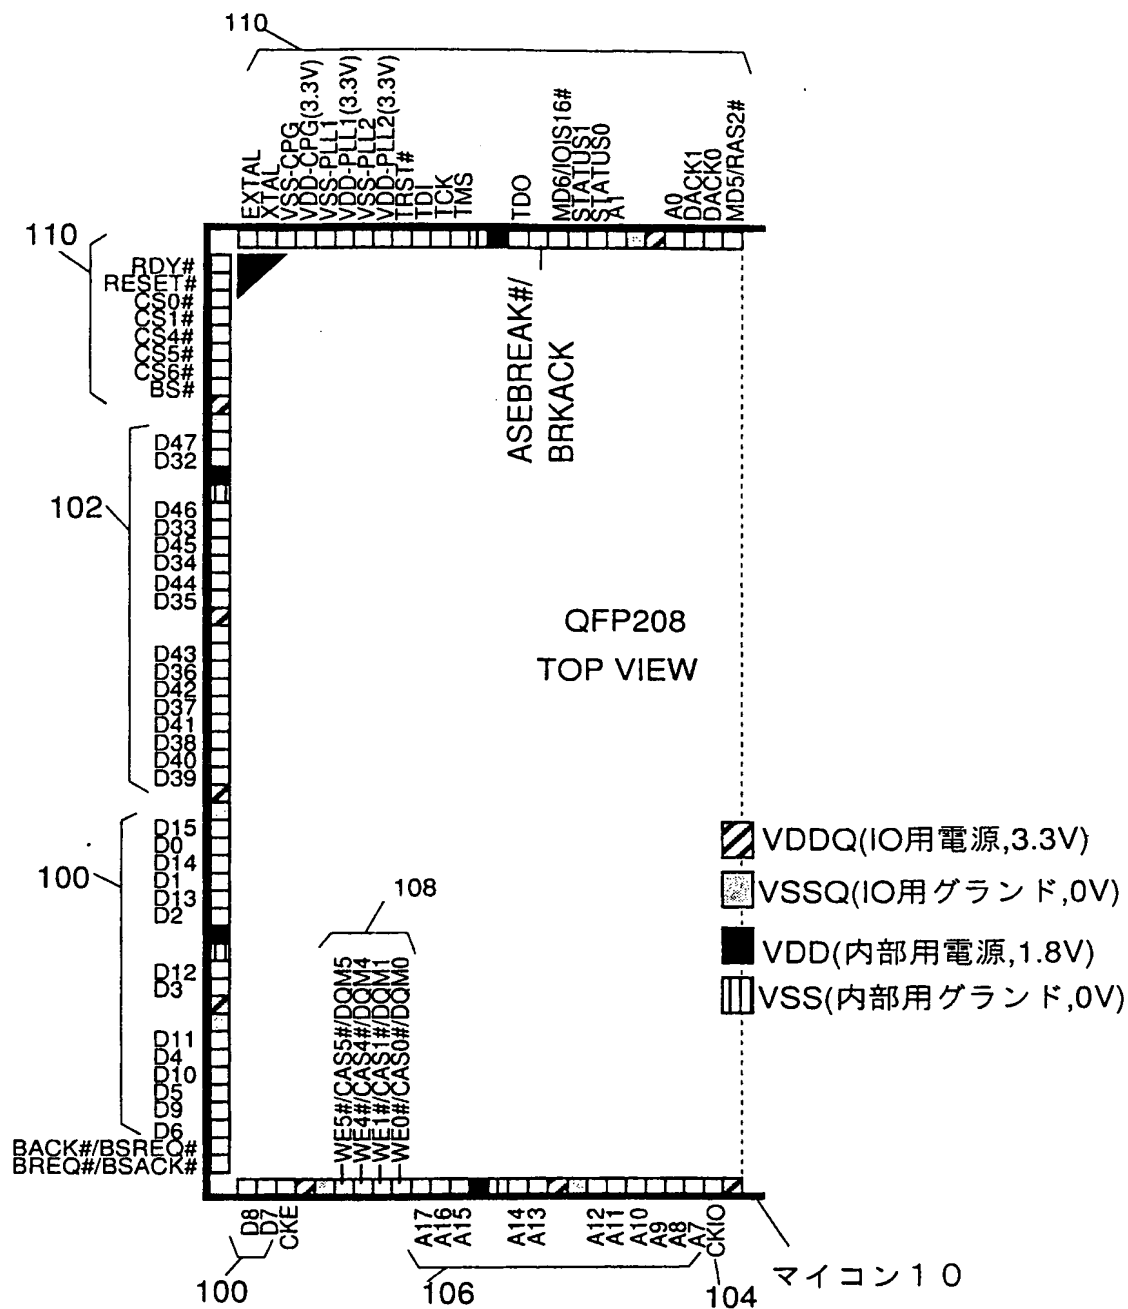 110
EXTAL
XTAL
VSS-CPG
VDD-CPG(3.3V)
VSS-PLL1
VDD-PLL1(3.3V)
VSS-PLL2
VDD-PLL2(3.3V)
TRST#
TDI
TCK
TMS
TDO
MD6/IOIS16#
STATUS1
STATUS0
A1
A0
DACK1
DACK0
MD5/RAS2#
110
RDY#
RESET#
CS0#
CS1#
CS4#
CS5#
CS6#
BS#
ASEBREAK#/
BRKACK
102
D47
D32
D46
D33
D45
D34
D44
D35
D43
D36
D42
D37
D41
D38
D40
D39
QFP208
TOP VIEW
100
D15
D0
D14
D1
D13
D2
D12
D3
D11
D4
D10
D5
D9
D6
BACK#/BSREQ#
BREQ#/BSACK#
VDDQ(IO用電源,3.3V)
VSSQ(IO用グランド,0V)
VDD(内部用電源,1.8V)
VSS(内部用グランド,0V)
108
WE5#/CAS5#/DQM5
WE4#/CAS4#/DQM4
WE1#/CAS1#/DQM1
WE0#/CAS0#/DQM0
D8
D7
CKE
A17
A16
A15
A14
A13
A12
A11
A10
A9
A8
A7
CKIO
100
106
104
マイコン10